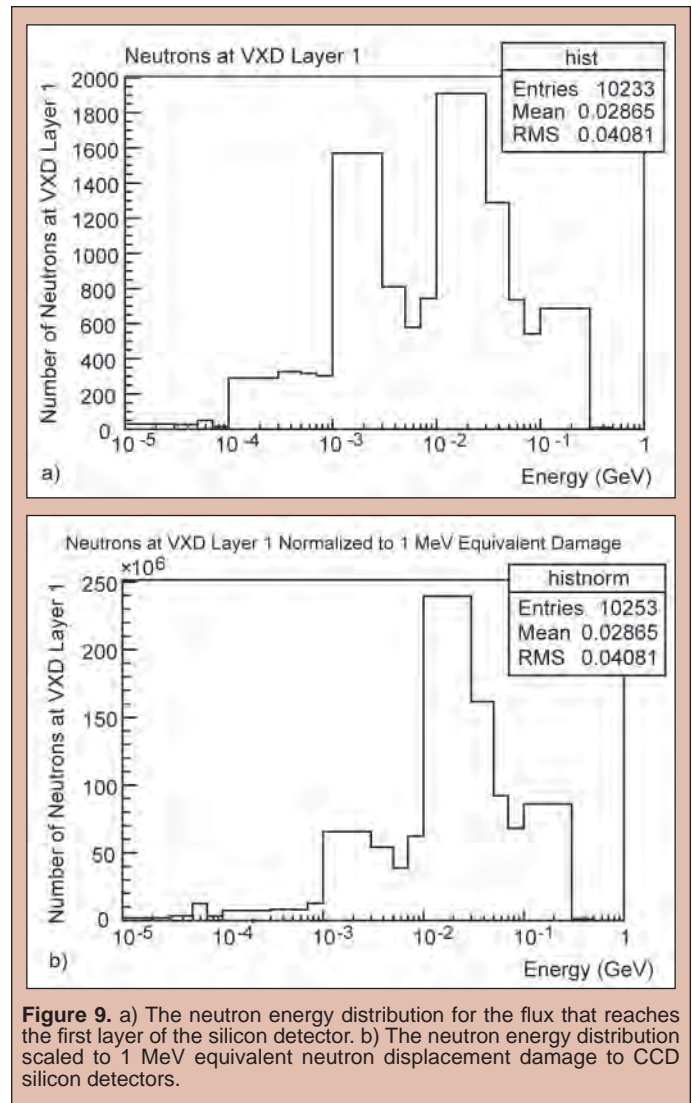 Neutrons at VXD Layer 1
hist
Entries 10233
Mean 0.02865
RMS 0.04081
Number of Neutrons at VXD Layer 1
2000
1800
1600
1400
1200
1000
800
600
400
200
0
10⁻⁵ 10⁻⁴ 10⁻³ 10⁻² 10⁻¹ 1
a)
Energy (GeV)
Neutrons at VXD Layer 1 Normalized to 1 MeV Equivalent Damage
×10⁶
histnorm
Entries 10253
Mean 0.02865
RMS 0.04081
Number of Neutrons at VXD Layer 1
250
200
150
100
50
0
10⁻⁵ 10⁻⁴ 10⁻³ 10⁻² 10⁻¹ 1
b)
Energy (GeV)
Figure 9. a) The neutron energy distribution for the flux that reaches
the first layer of the silicon detector. b) The neutron energy distribution
scaled to 1 MeV equivalent neutron displacement damage to CCD
silicon detectors.